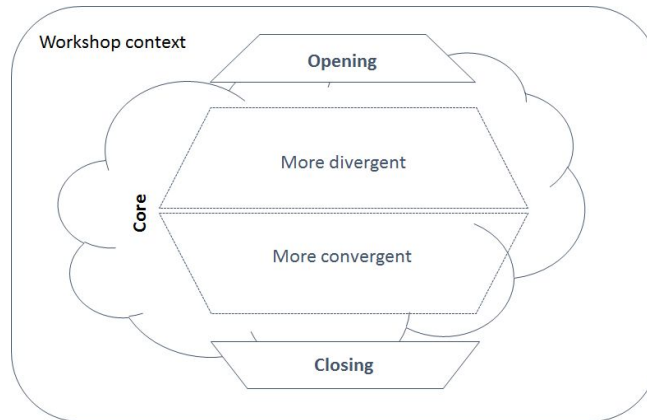 Workshop context
Opening
More divergent
Core
More convergent
Closing